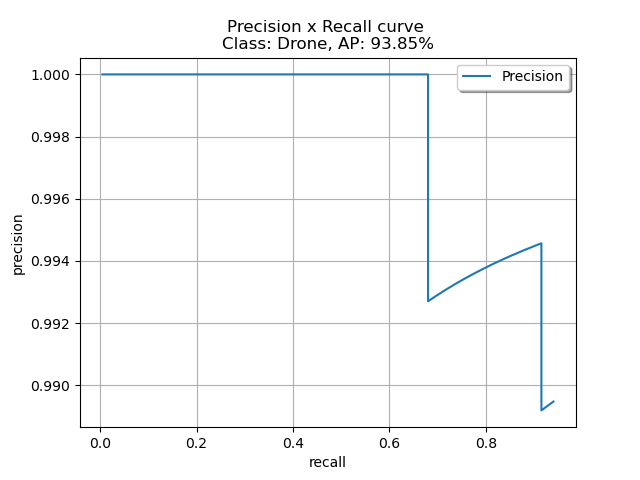 Precision x Recall curve
Class: Drone, AP: 93.85%
Precision
1.000
0.998
0.996
0.994
0.992
0.990
precision
0.0
0.2
0.4
0.6
0.8
recall